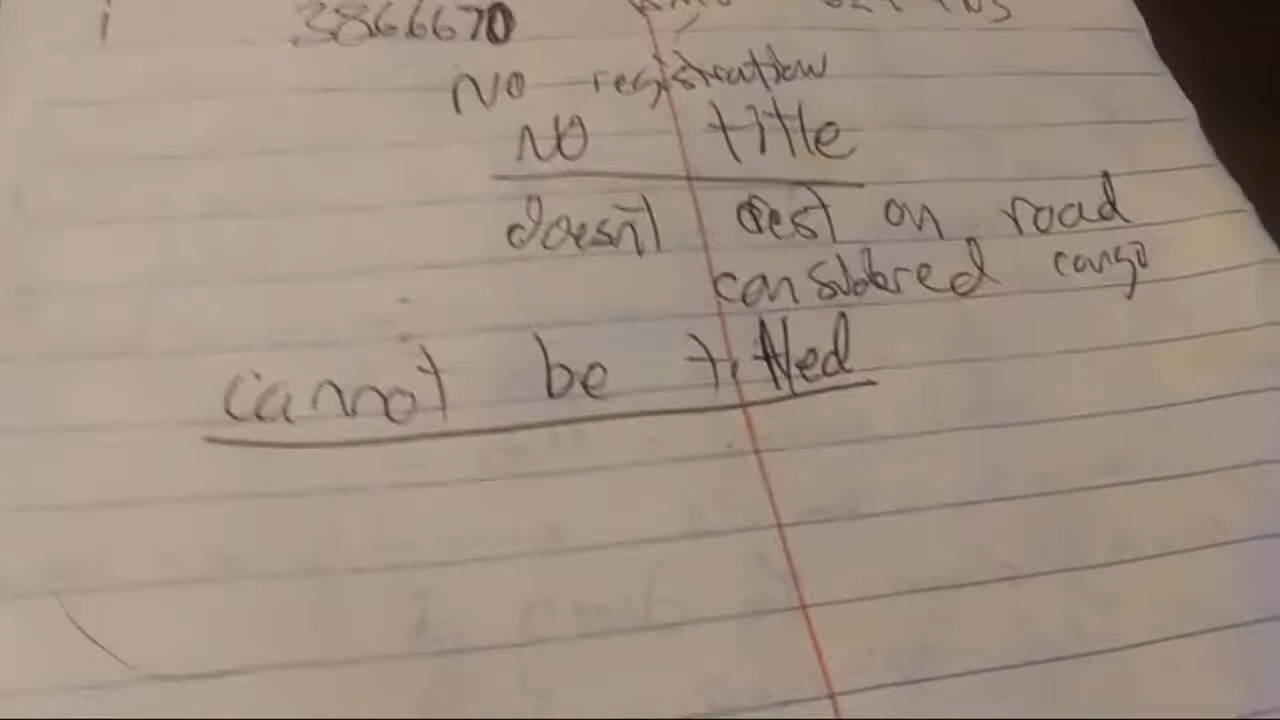 3866670
No registration
No title
doesn't rest on road
considered cargo
cannot be titled